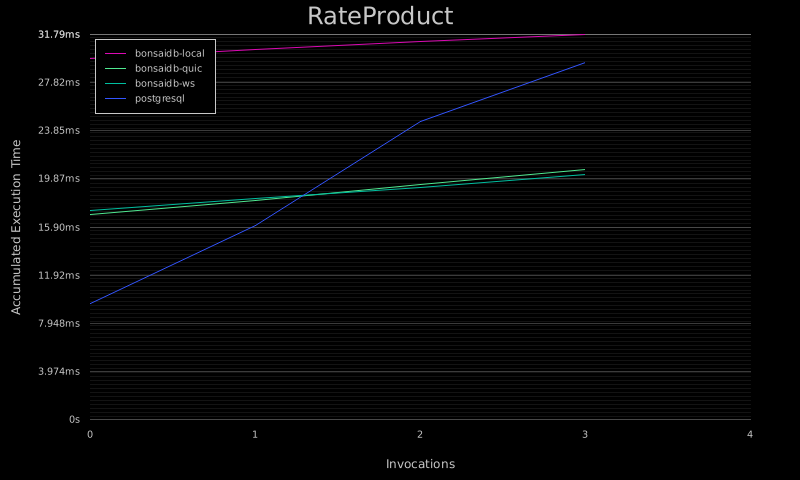 RateProduct
31.79ms
27.82ms
23.85ms
19.87ms
15.90ms
11.92ms
7.948ms
3.974ms
0s
bonsaidb-local
bonsaidb-quic
bonsaidb-ws
postgresql
Accumulated Execution Time
0 1 2 3 4
Invocations